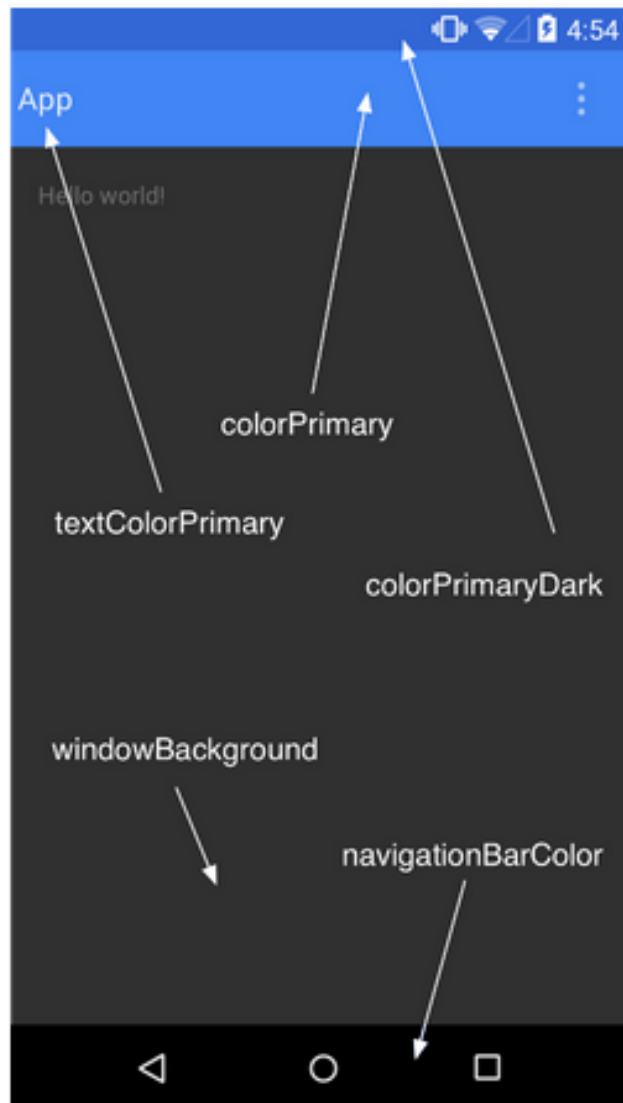 4:54
App
Hello world!
colorPrimary
textColorPrimary
colorPrimaryDark
windowBackground
navigationBarColor